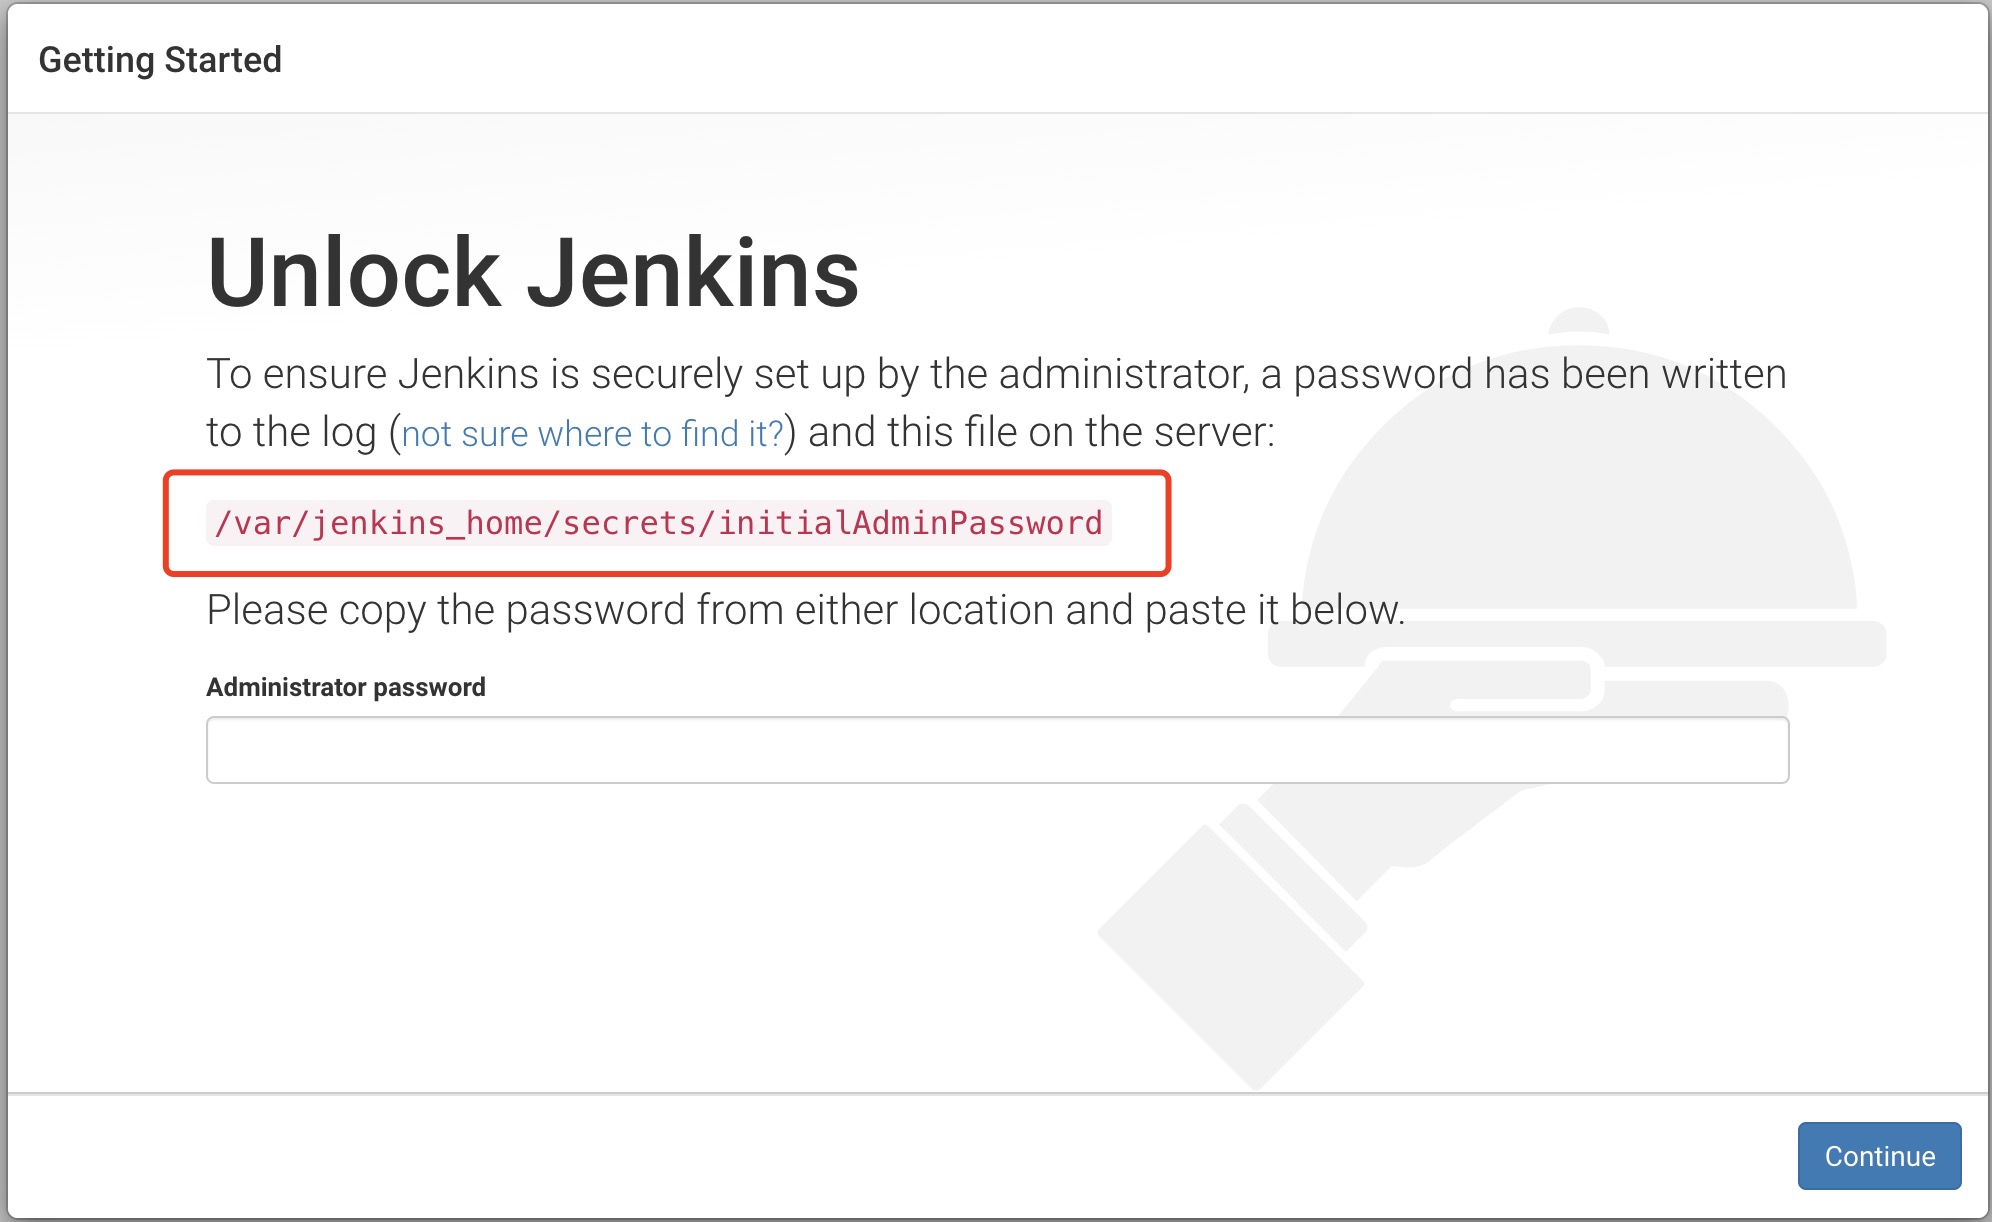 Getting Started
Unlock Jenkins
To ensure Jenkins is securely set up by the administrator, a password has been written
to the log (not sure where to find it?) and this file on the server:
/var/jenkins_home/secrets/initialAdminPassword
Please copy the password from either location and paste it below.
Administrator password
Continue